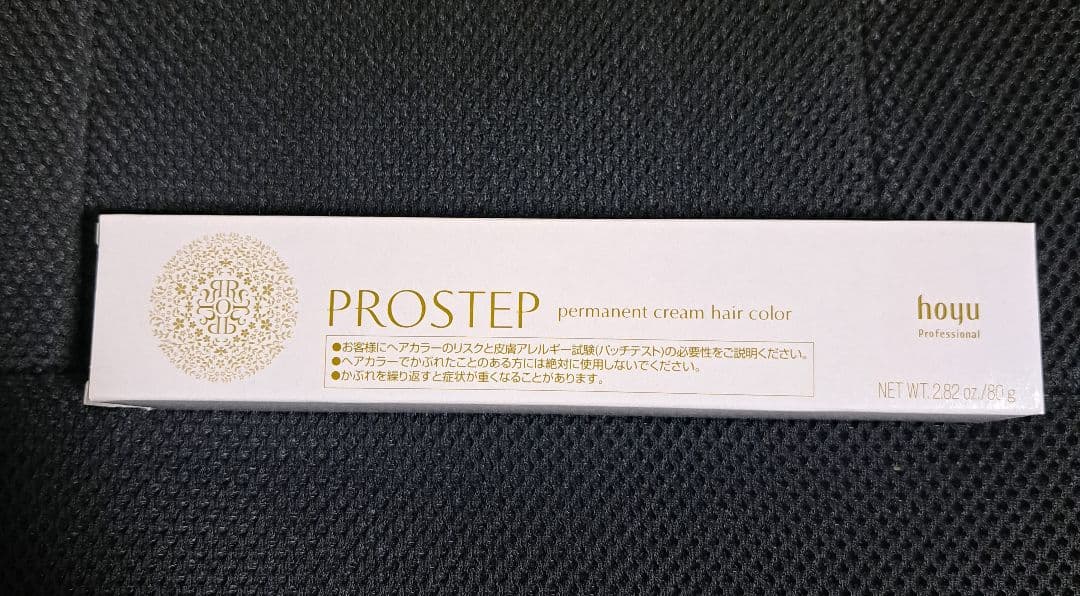 PROSTEP permanent cream hair color
●お客様にヘアカラーのリスクと皮膚アレルギー試験(パッチテスト)の必要性をご説明ください。
●ヘアカラーでかぶれたことのある方には絶対に使用しないでください。
●かぶれを繰り返すと症状が重くなることがあります。
hoyu
Professional
NET WT. 2.82 oz./80 g